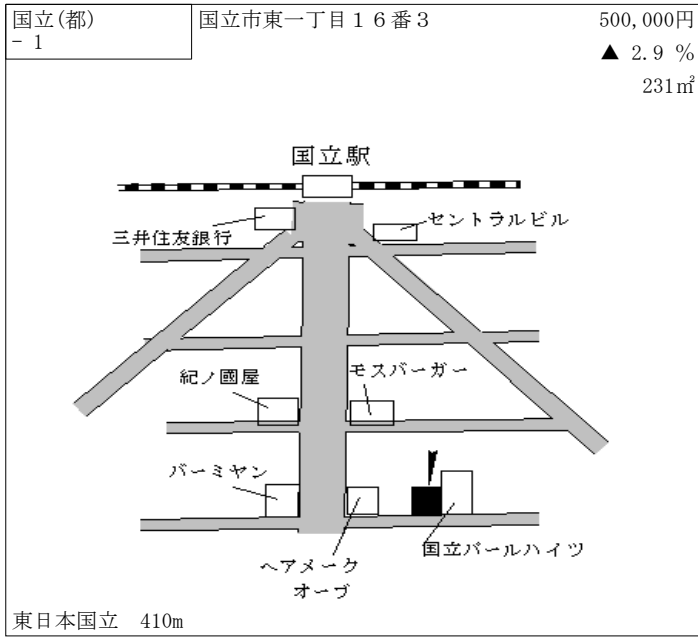 国立(都)
- 1
国立市東一丁目１６番３
500,000円
▲ 2.9 %
231㎡
国立駅
三井住友銀行
セントラルビル
紀ノ國屋
モスバーガー
バーミヤン
国立パールハイツ
ヘアメーク
オーブ
東日本国立 410m